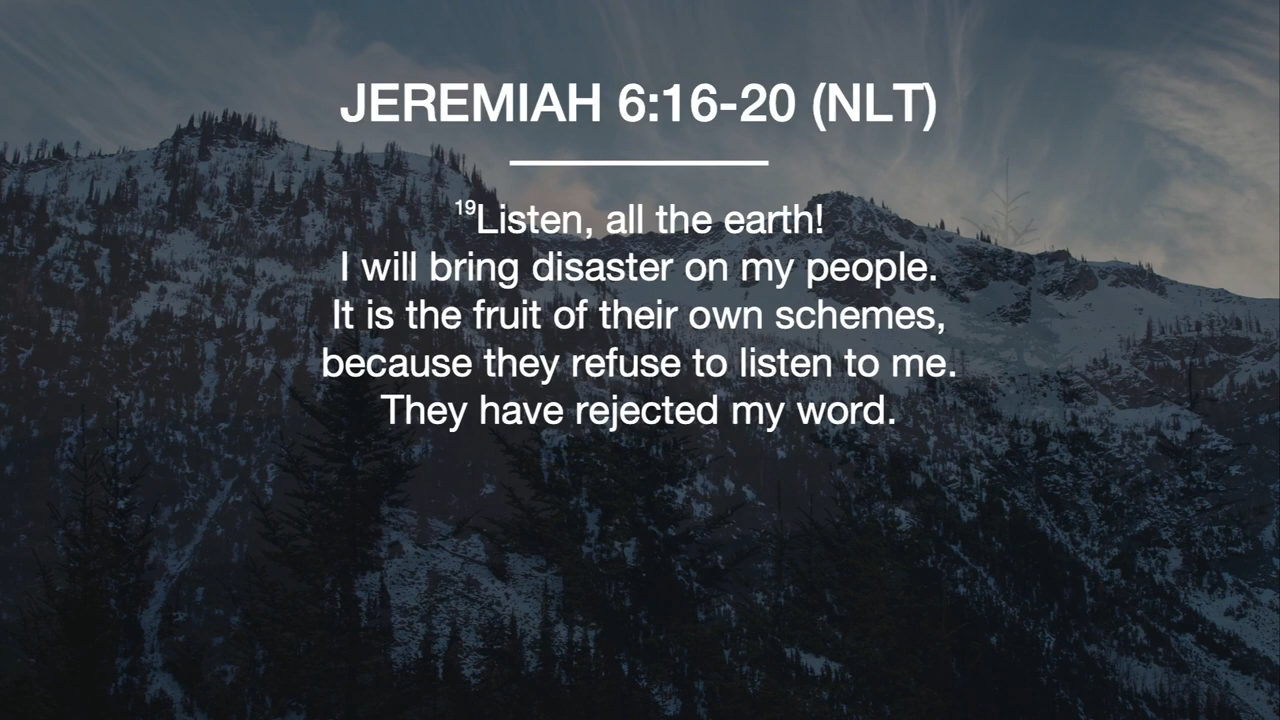 JEREMIAH 6:16-20 (NLT)
19Listen, all the earth!
I will bring disaster on my people.
It is the fruit of their own schemes,
because they refuse to listen to me.
They have rejected my word.